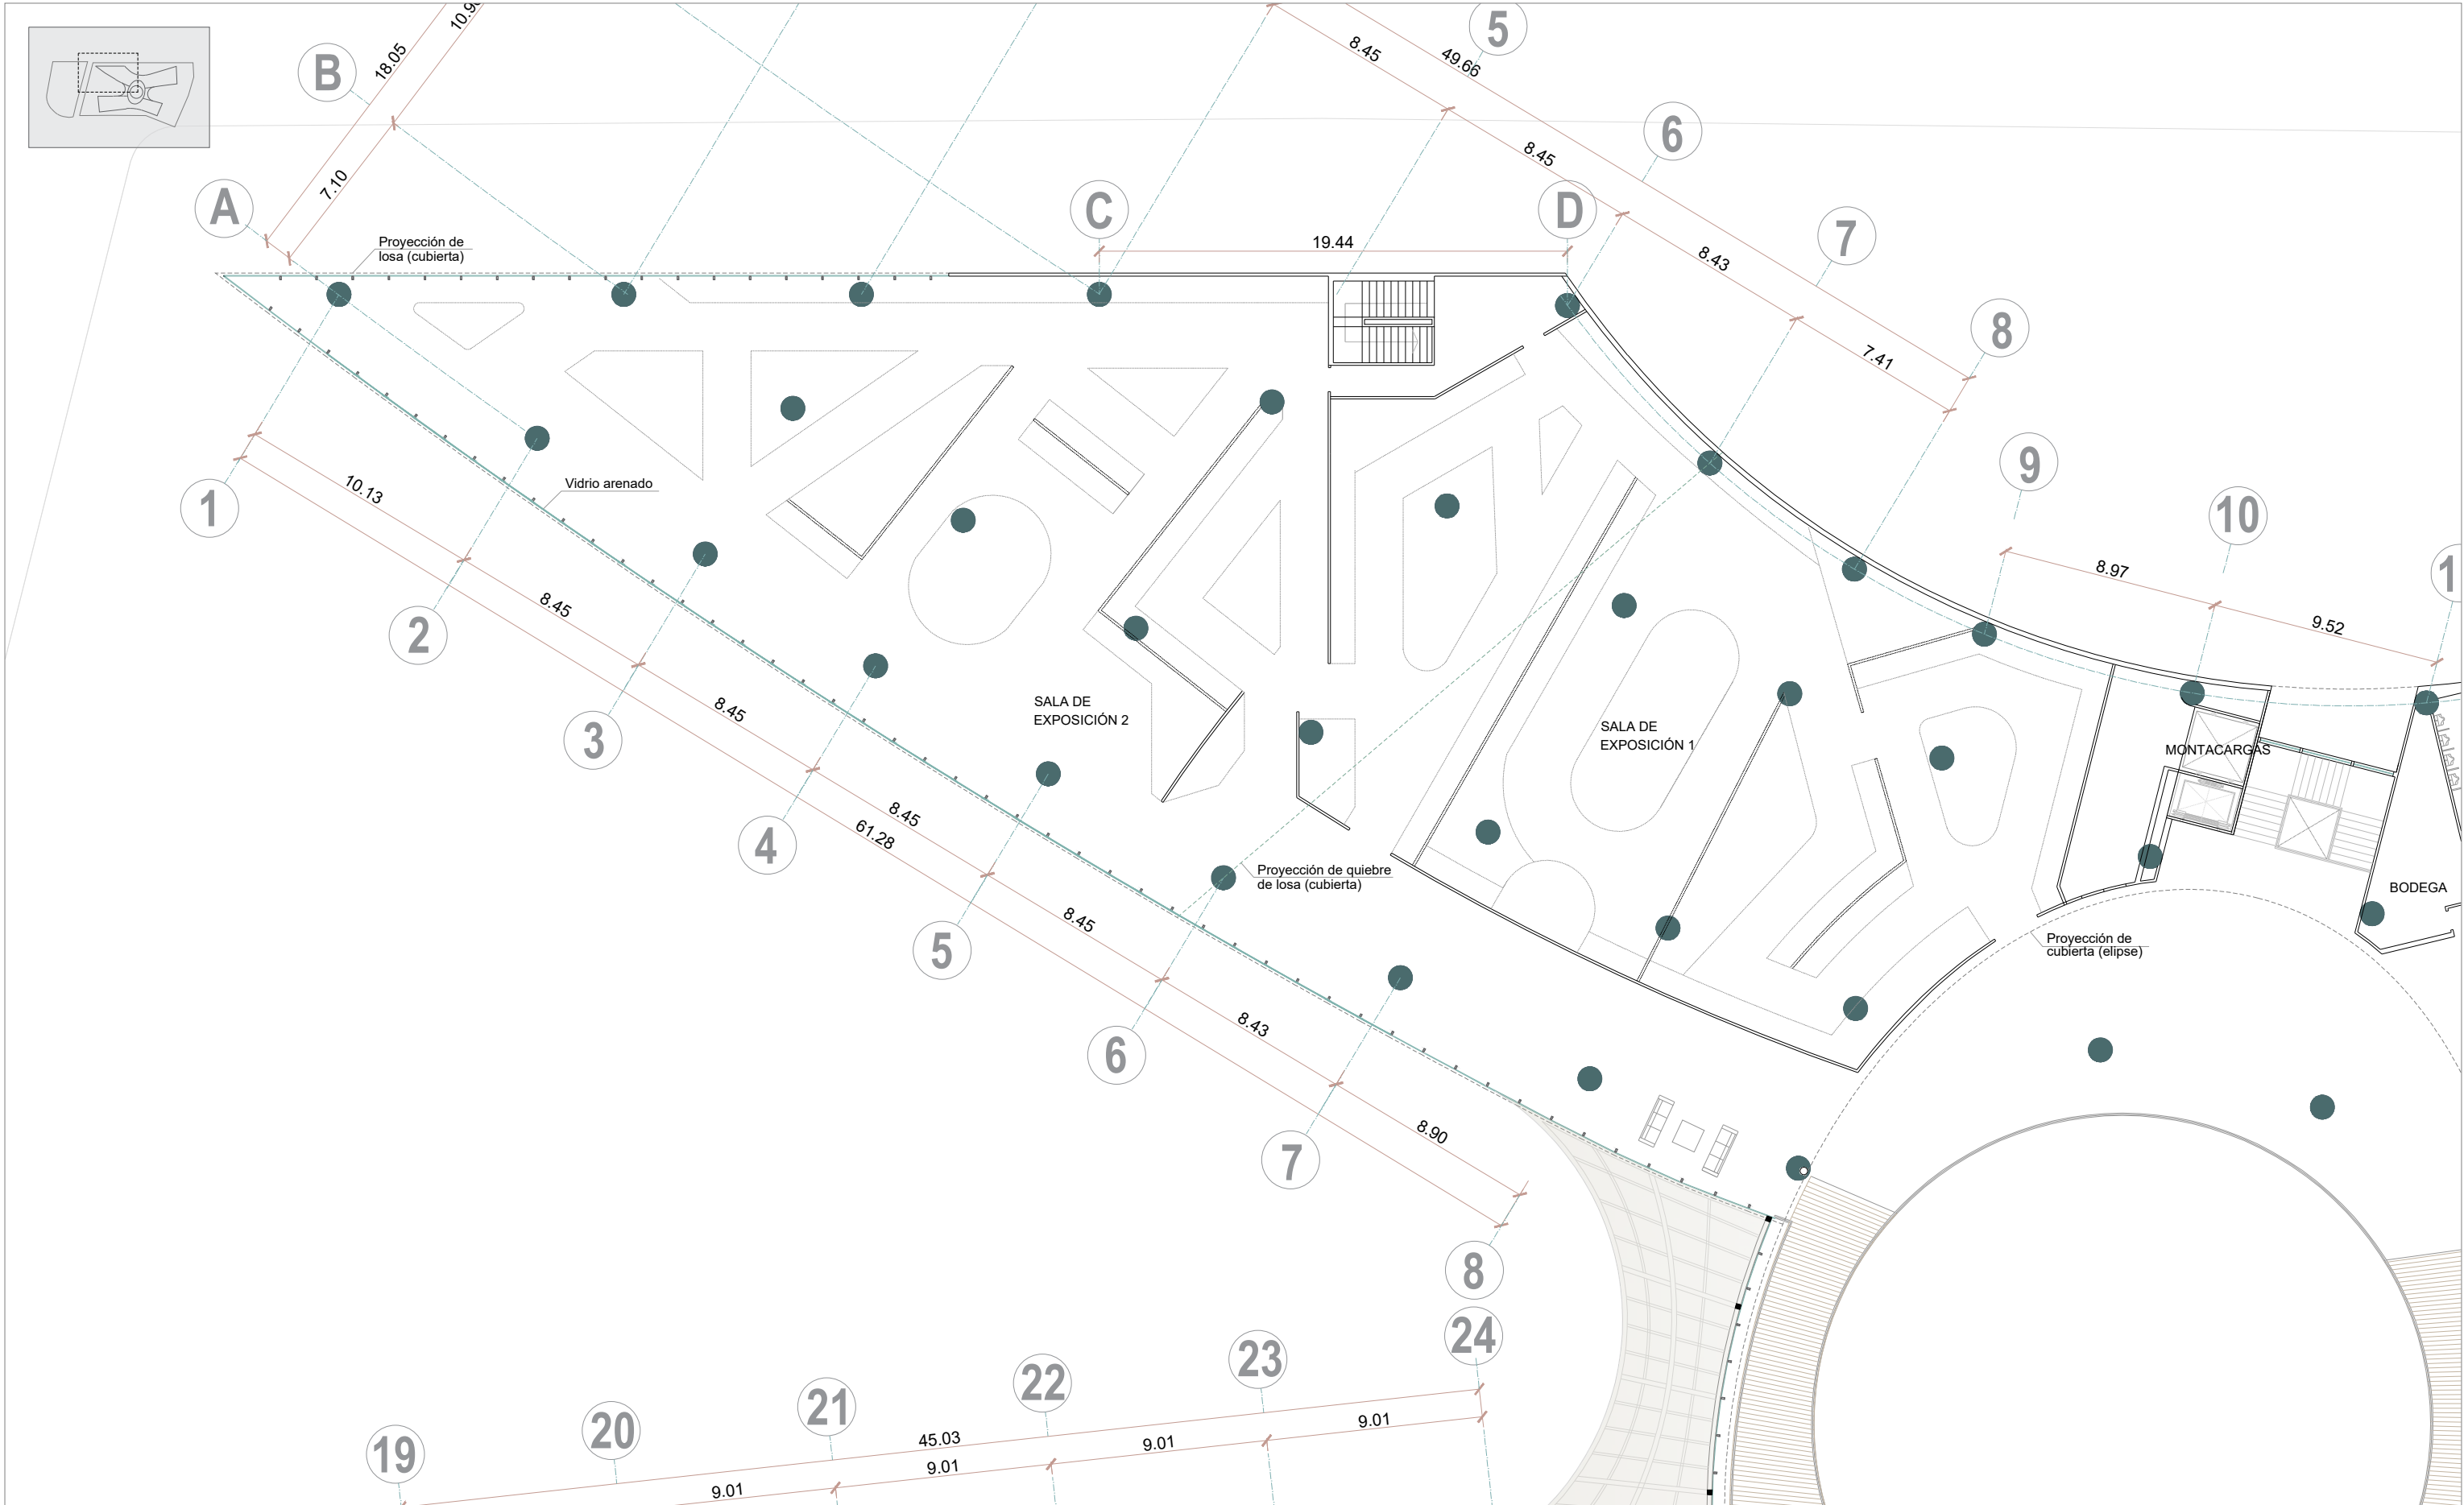 10.9
5
18.05
B
8.45
49.66
6
8.45
7.10
A
C
D
7
19.44
8.43
Proyección de
losa (cubierta)
8
7.41
9
10
1
10.13
Vidrio arenado
8.97
1
2
8.45
9.52
3
8.45
SALA DE
EXPOSICIÓN 2
SALA DE
EXPOSICIÓN 1
MONTACARGAS
4
8.45
61.28
Proyección de quiebre
de losa (cubierta)
BODEGA
5
8.45
Proyección de
cubierta (elipse)
6
8.43
7
8.90
8
24
23
22
21
20
19
45.03
9.01
9.01
9.01
9.01